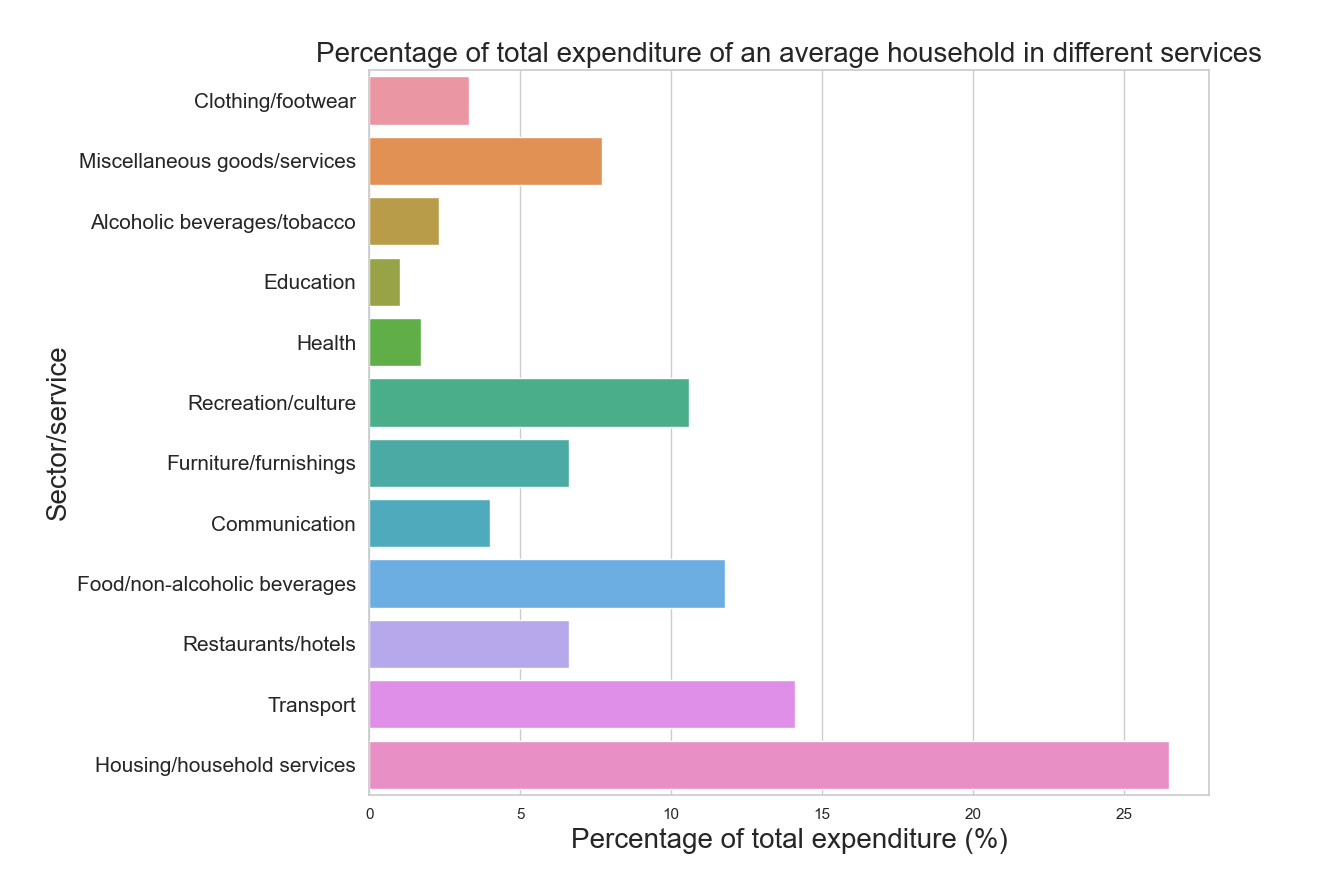 Percentage of total expenditure of an average household in different services
Clothing/footwear
Miscellaneous goods/services
Alcoholic beverages/tobacco
Education
Health
Recreation/culture
Furniture/furnishings
Communication
Food/non-alcoholic beverages
Restaurants/hotels
Transport
Housing/household services
Sector/service
0 5 10 15 20 25
Percentage of total expenditure (%)